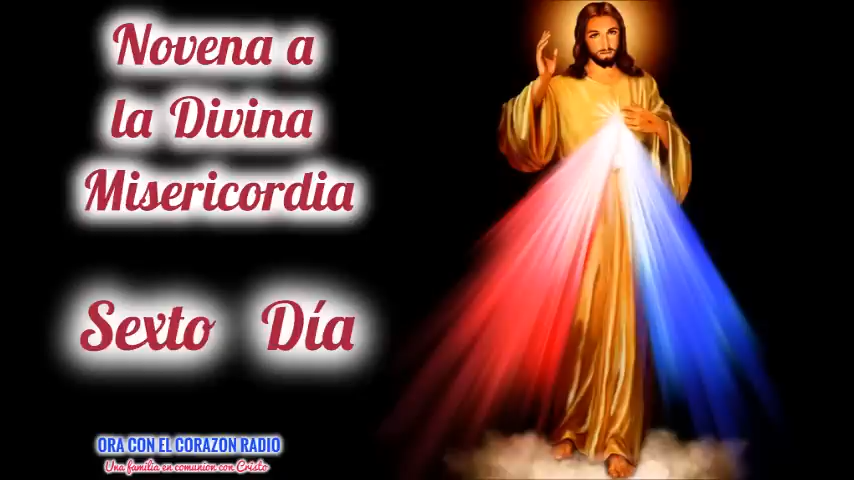 Novena a
la Divina
Misericordia
Sexto Día
ORA CON EL CORAZON RADIO
Una familia en comunion con Cristo